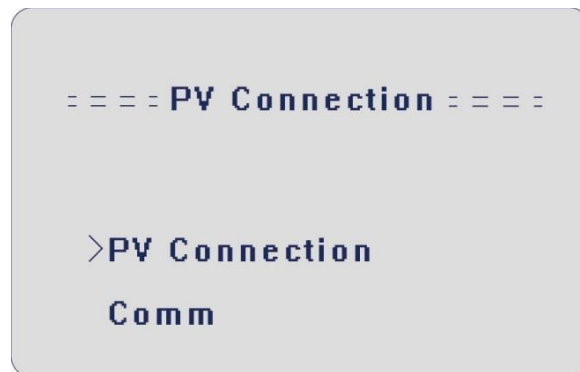 ==== PV Connection ====
>PV Connection
Comm